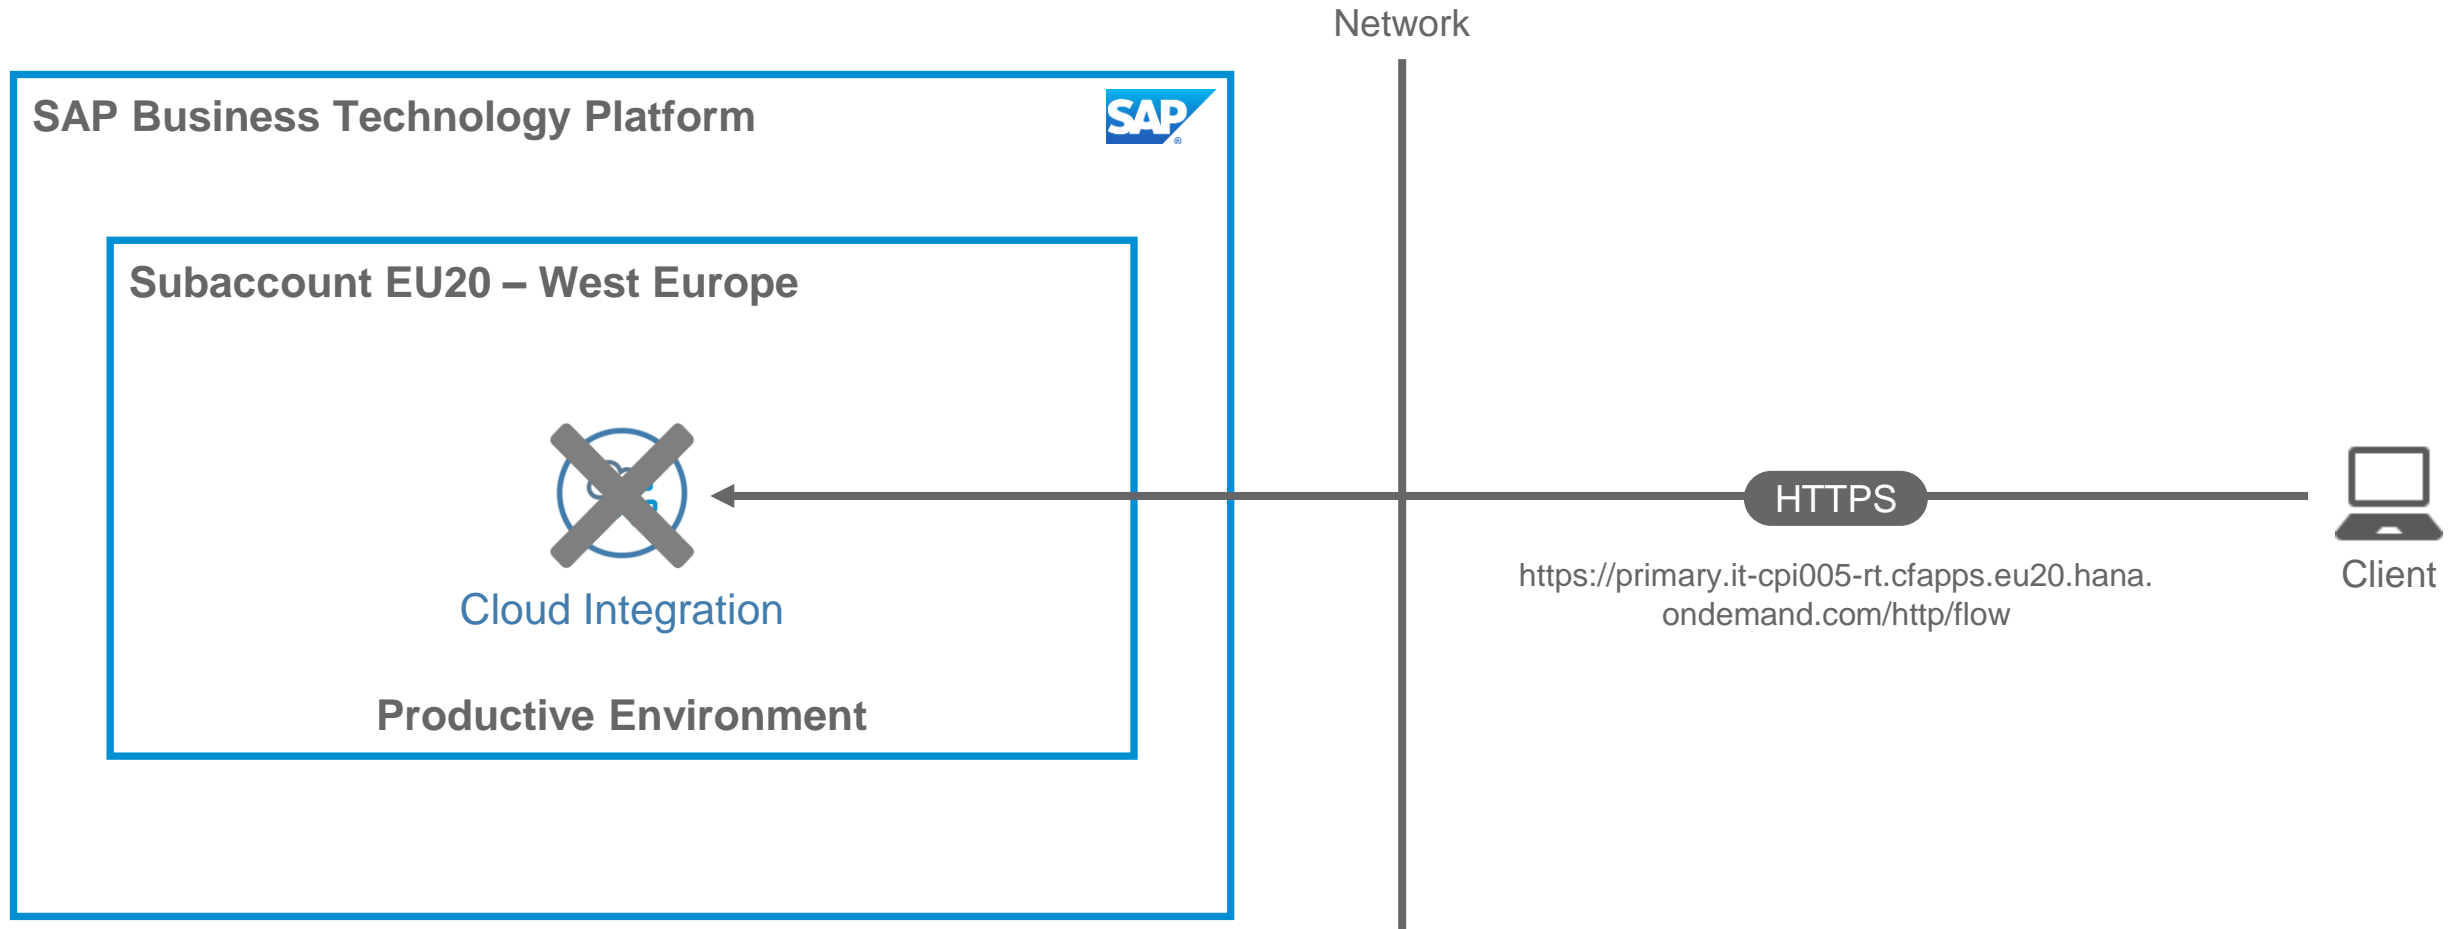 Network
SAP Business Technology Platform
SAP
®
Subaccount EU20 – West Europe
HTTPS
https://primary.it-cpi005-rt.cfapps.eu20.hana.
ondemand.com/http/flow
Client
Cloud Integration
Productive Environment